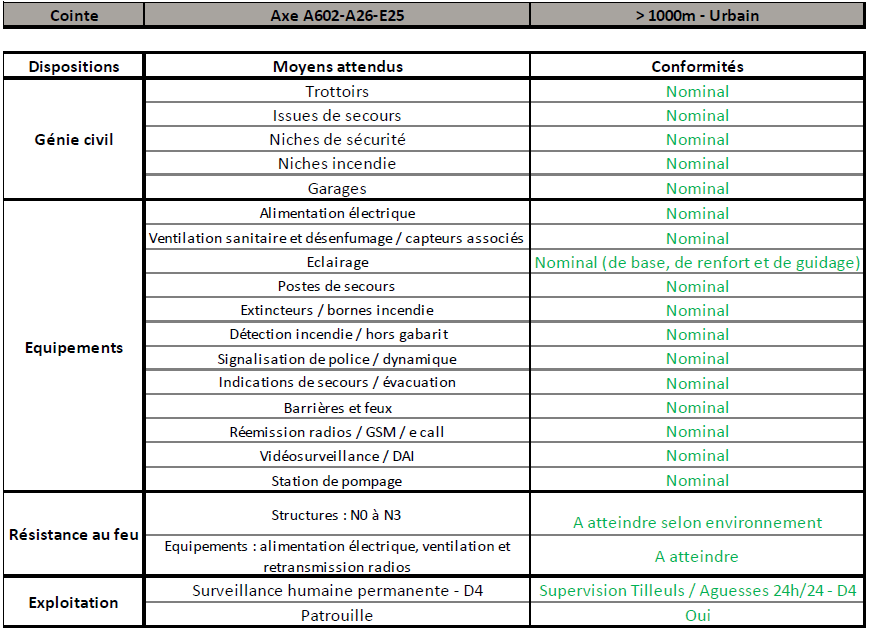 Cointe Axe A602-A26-E25 > 1000m - Urbain
Dispositions Moyens attendus Conformités
Trottoirs Nominal
Issues de secours Nominal
Génie civil Niches de sécurité Nominal
Niches incendie Nominal
Garages Nominal
Alimentation électrique Nominal
Ventilation sanitaire et désenfumage / capteurs associés Nominal
Eclairage Nominal (de base, de renfort et de guidage)
Postes de secours Nominal
Extincteurs / bornes incendie Nominal
Détection incendie / hors gabarit Nominal
Equipements Signalisation de police / dynamique Nominal
Indications de secours / évacuation Nominal
Barrières et feux Nominal
Réemission radios / GSM / e call Nominal
Vidéosurveillance / DAI Nominal
Station de pompage Nominal
Résistance au feu Structures : N0 à N3 A atteindre selon environnement
Equipements : alimentation électrique, ventilation et
retransmission radios A atteindre
Exploitation Surveillance humaine permanente - D4 Supervision Tilleuls / Aguesses 24h/24 - D4
Patrouille Oui